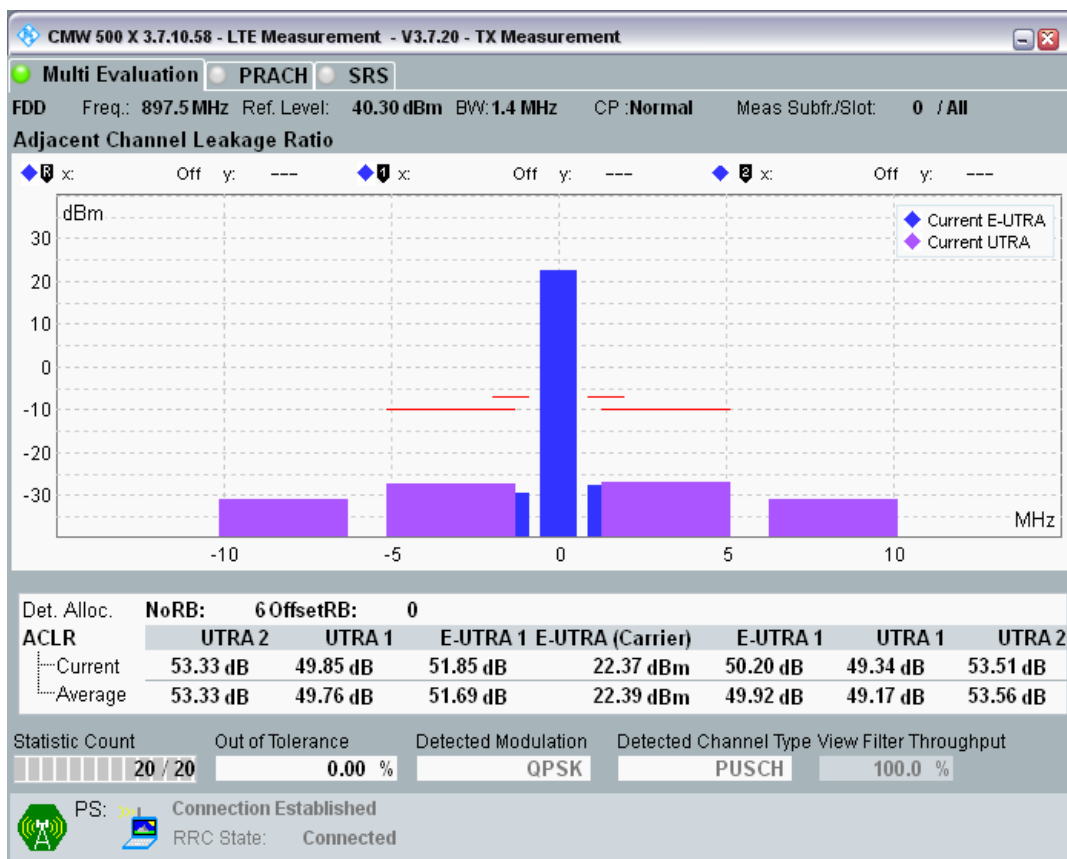 CMW 500 X 3.7.10.58 - LTE Measurement - V3.7.20 - TX Measurement
Multi Evaluation PRACH SRS
FDD Freq.: 897.5 MHz Ref. Level: 40.30 dBm BW: 1.4 MHz CP :Normal Meas Subfr./Slot: 0 / All
Adjacent Channel Leakage Ratio
R x: Off y: --- 1 x: Off y: --- 2 x: Off y: ---
dBm
Current E-UTRA
Current UTRA
30
20
10
0
-10
-20
-30
MHz
-10 -5 0 5 10
Det. Alloc. NoRB: 6 OffsetRB: 0
ACLR UTRA 2 UTRA 1 E-UTRA 1 E-UTRA (Carrier) E-UTRA 1 UTRA 1 UTRA 2
Current 53.33 dB 49.85 dB 51.85 dB 22.37 dBm 50.20 dB 49.34 dB 53.51 dB
Average 53.33 dB 49.76 dB 51.69 dB 22.39 dBm 49.92 dB 49.17 dB 53.56 dB
Statistic Count Out of Tolerance Detected Modulation Detected Channel Type View Filter Throughput
20 / 20 0.00 % QPSK PUSCH 100.0 %
PS: Connection Established
RRC State: Connected